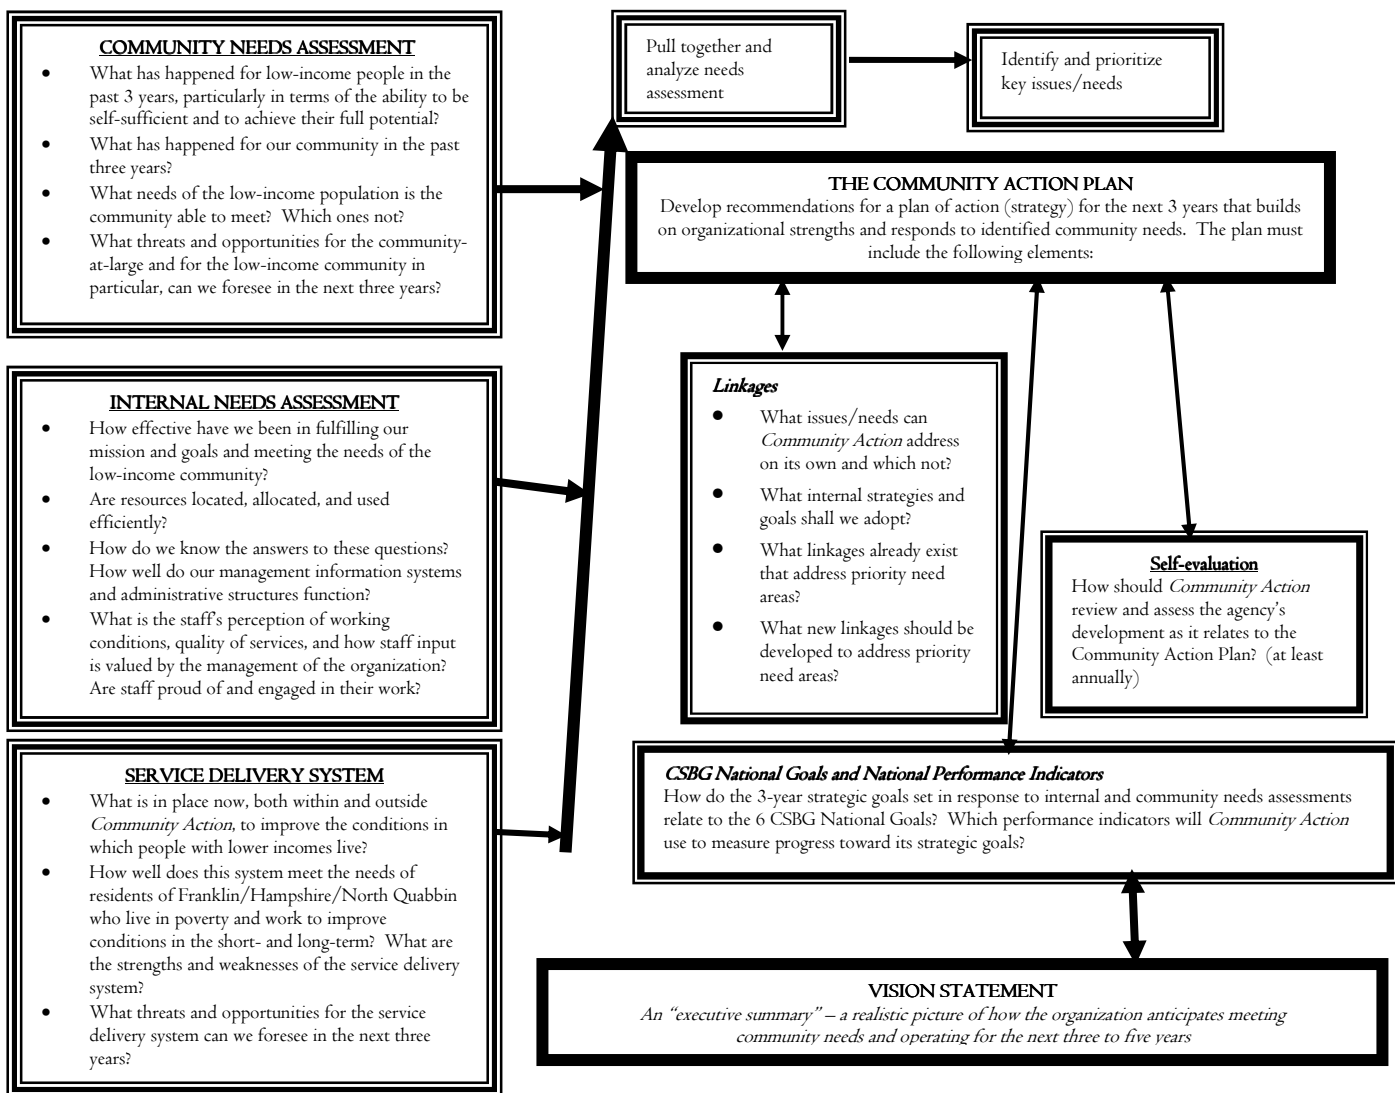 COMMUNITY NEEDS ASSESSMENT
• What has happened for low-income people in the
past 3 years, particularly in terms of the ability to be
self-sufficient and to achieve their full potential?
• What has happened for our community in the past
three years?
• What needs of the low-income population is the
community able to meet?  Which ones not?
• What threats and opportunities for the community-
at-large and for the low-income community in
particular, can we foresee in the next three years?
INTERNAL NEEDS ASSESSMENT
• How effective have we been in fulfilling our
mission and goals and meeting the needs of the
low-income community?
• Are resources located, allocated, and used
efficiently?
• How do we know the answers to these questions?
How well do our management information systems
and administrative structures function?
• What is the staff's perception of working
conditions, quality of services, and how staff input
is valued by the management of the organization?
Are staff proud of and engaged in their work?
SERVICE DELIVERY SYSTEM
• What is in place now, both within and outside
Community Action, to improve the conditions in
which people with lower incomes live?
• How well does this system meet the needs of
residents of Franklin/Hampshire/North Quabbin
who live in poverty and work to improve
conditions in the short- and long-term?  What are
the strengths and weaknesses of the service delivery
system?
• What threats and opportunities for the service
delivery system can we foresee in the next three
years?
Pull together and
analyze needs
assessment
Identify and prioritize
key issues/needs
THE COMMUNITY ACTION PLAN
Develop recommendations for a plan of action (strategy) for the next 3 years that builds
on organizational strengths and responds to identified community needs.  The plan must
include the following elements:
Linkages
• What issues/needs can
Community Action address
on its own and which not?
• What internal strategies and
goals shall we adopt?
• What linkages already exist
that address priority need
areas?
• What new linkages should be
developed to address priority
need areas?
Self-evaluation
How should Community Action
review and assess the agency's
development as it relates to the
Community Action Plan?  (at least
annually)
CSBG National Goals and National Performance Indicators
How do the 3-year strategic goals set in response to internal and community needs assessments
relate to the 6 CSBG National Goals?  Which performance indicators will Community Action
use to measure progress toward its strategic goals?
VISION STATEMENT
An “executive summary” – a realistic picture of how the organization anticipates meeting
community needs and operating for the next three to five years